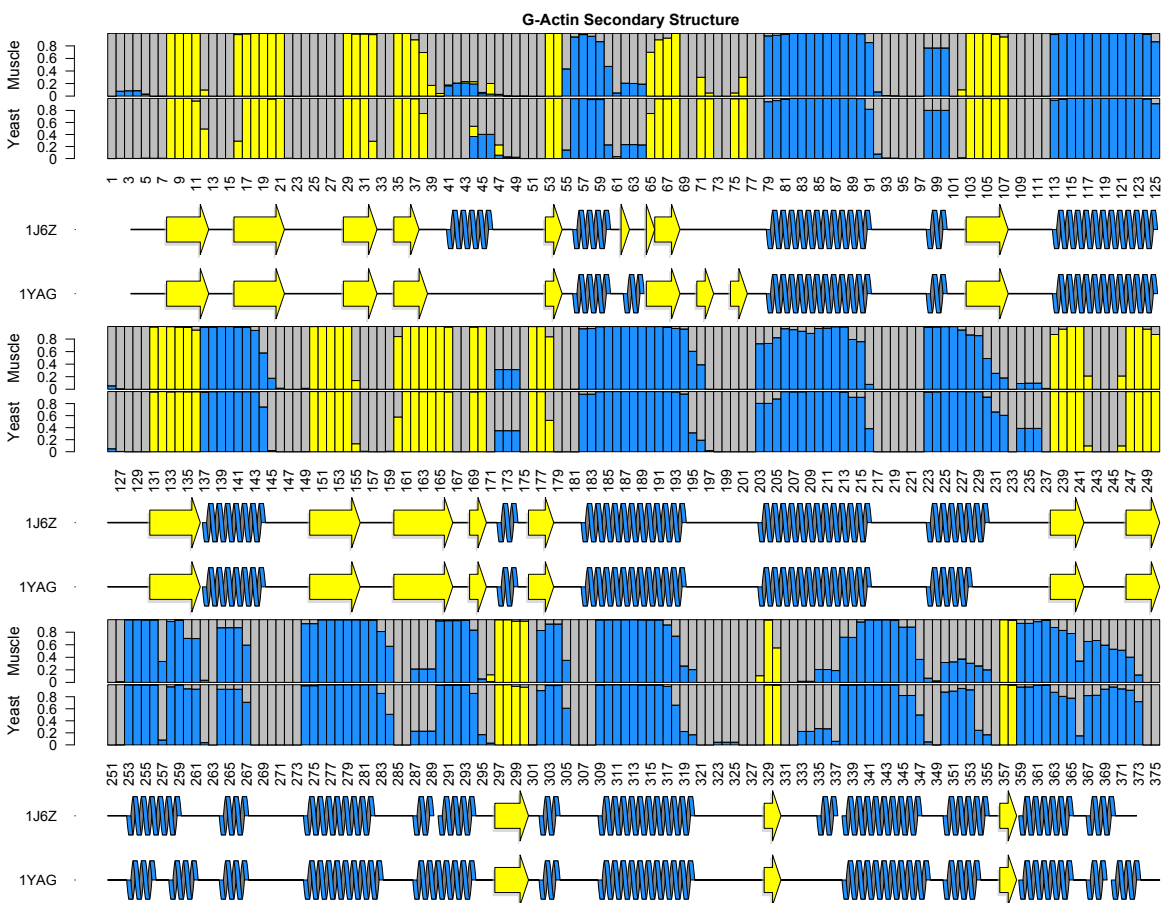 G-Actin Secondary Structure
Muscle
0 0.2 0.4 0.6 0.8
Yeast
0 0.2 0.4 0.6 0.8
1 3 5 7 9 11 13 15 17 19 21 23 25 27 29 31 33 35 37 39 41 43 45 47 49 51 53 55 57 59 61 63 65 67 69 71 73 75 77 79 81 83 85 87 89 91 93 95 97 99 101 103 105 107 109 111 113 115 117 119 121 123 125
1J6Z
1YAG
Muscle
0 0.2 0.4 0.6 0.8
Yeast
0 0.2 0.4 0.6 0.8
127 129 131 133 135 137 139 141 143 145 147 149 151 153 155 157 159 161 163 165 167 169 171 173 175 177 179 181 183 185 187 189 191 193 195 197 199 201 203 205 207 209 211 213 215 217 219 221 223 225 227 229 231 233 235 237 239 241 243 245 247 249
1J6Z
1YAG
Muscle
0 0.2 0.4 0.6 0.8
Yeast
0 0.2 0.4 0.6 0.8
251 253 255 257 259 261 263 265 267 269 271 273 275 277 279 281 283 285 287 289 291 293 295 297 299 301 303 305 307 309 311 313 315 317 319 321 323 325 327 329 331 333 335 337 339 341 343 345 347 349 351 353 355 357 359 361 363 365 367 369 371 373 375
1J6Z
1YAG